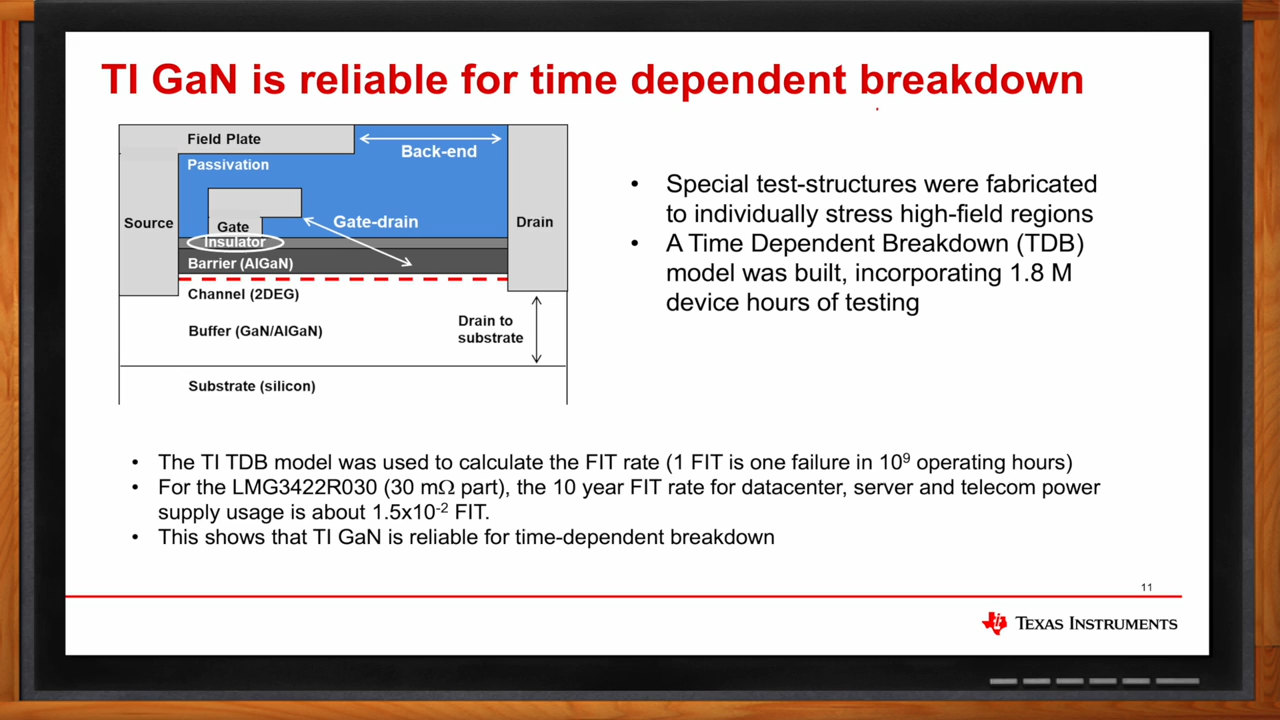 TI GaN is reliable for time dependent breakdown
Field Plate
Back-end
Passivation
Source
Gate
Gate-drain
Drain
Insulator
Barrier (AlGaN)
Channel (2DEG)
Buffer (GaN/AlGaN)
Drain to
substrate
Substrate (silicon)
• Special test-structures were fabricated
to individually stress high-field regions
• A Time Dependent Breakdown (TDB)
model was built, incorporating 1.8 M
device hours of testing
• The TI TDB model was used to calculate the FIT rate (1 FIT is one failure in 10⁹ operating hours)
• For the LMG3422R030 (30 mΩ part), the 10 year FIT rate for datacenter, server and telecom power
supply usage is about 1.5x10⁻² FIT.
• This shows that TI GaN is reliable for time-dependent breakdown
11
TEXAS INSTRUMENTS